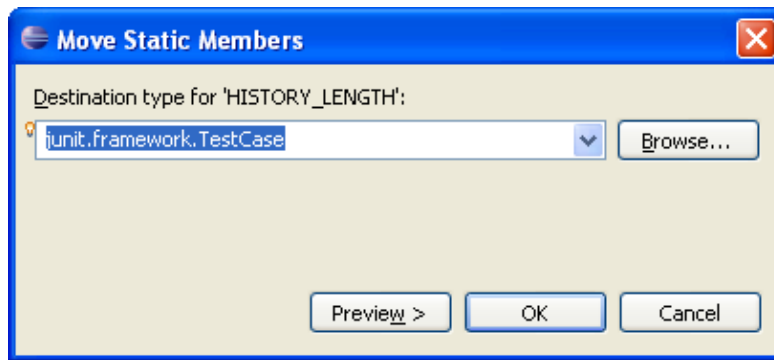 Move Static Members
Destination type for 'HISTORY_LENGTH':
junit.framework.TestCase
Browse...
Preview >
OK
Cancel